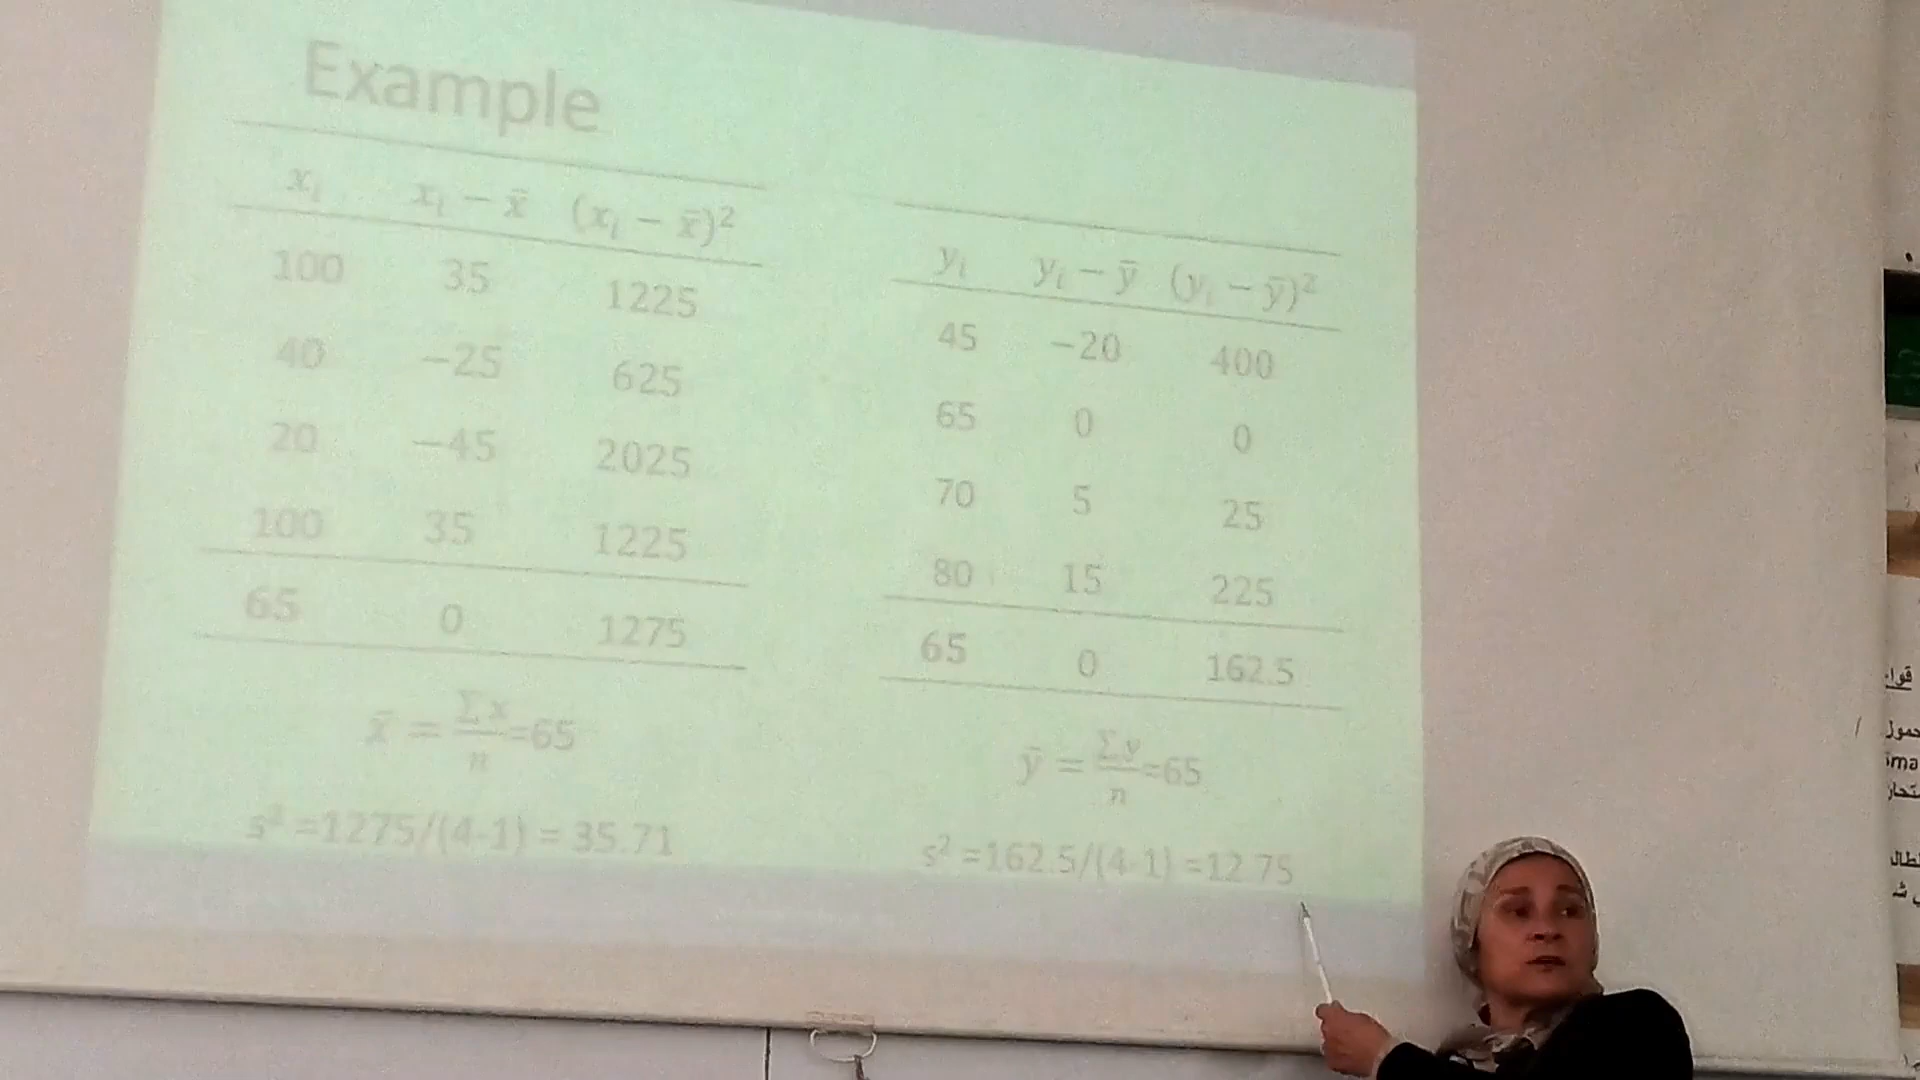 Example
xᵢ xᵢ − x̄ (xᵢ − x̄)²
100 35 1225
40 −25 625
20 −45 2025
100 35 1225
65 0 1275
x̄ = Σx/n =65
s² =1275/(4-1) = 35.71
yᵢ yᵢ − ȳ (yᵢ − ȳ)²
45 −20 400
65 0 0
70 5 25
80 15 225
65 0 162.5
ȳ = Σy/n =65
s² =162.5/(4-1) =12.75